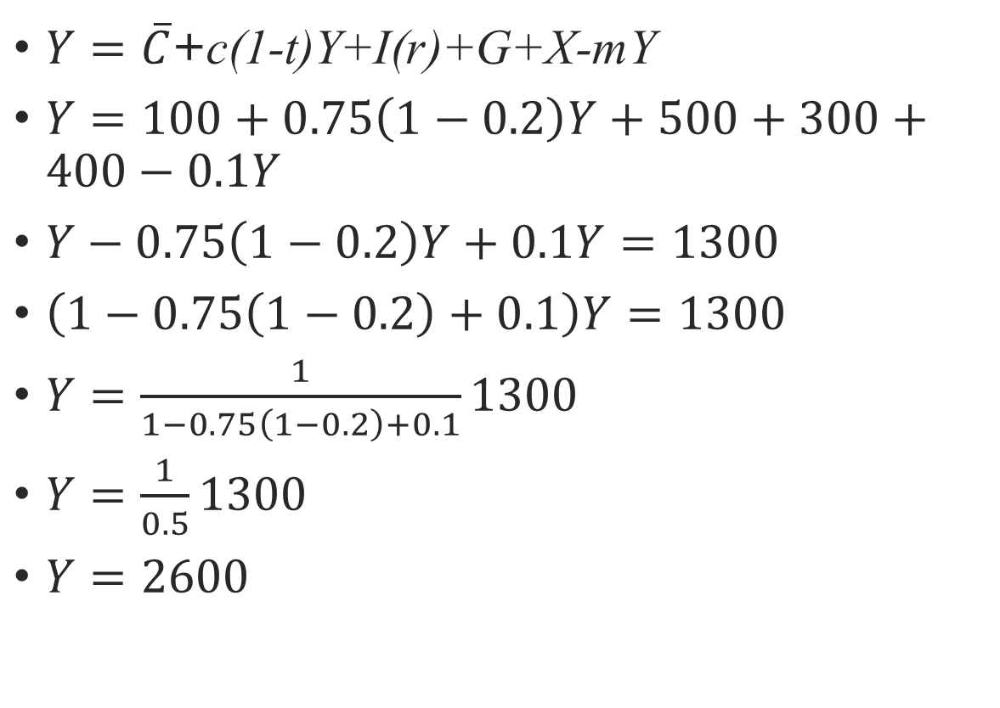 • Y = C̄+c(1-t)Y+I(r)+G+X-mY
• Y = 100 + 0.75(1 − 0.2)Y + 500 + 300 +
400 − 0.1Y
• Y − 0.75(1 − 0.2)Y + 0.1Y = 1300
• (1 − 0.75(1 − 0.2) + 0.1)Y = 1300
• Y = \frac{1}{1−0.75(1−0.2)+0.1} 1300
• Y = \frac{1}{0.5} 1300
• Y = 2600